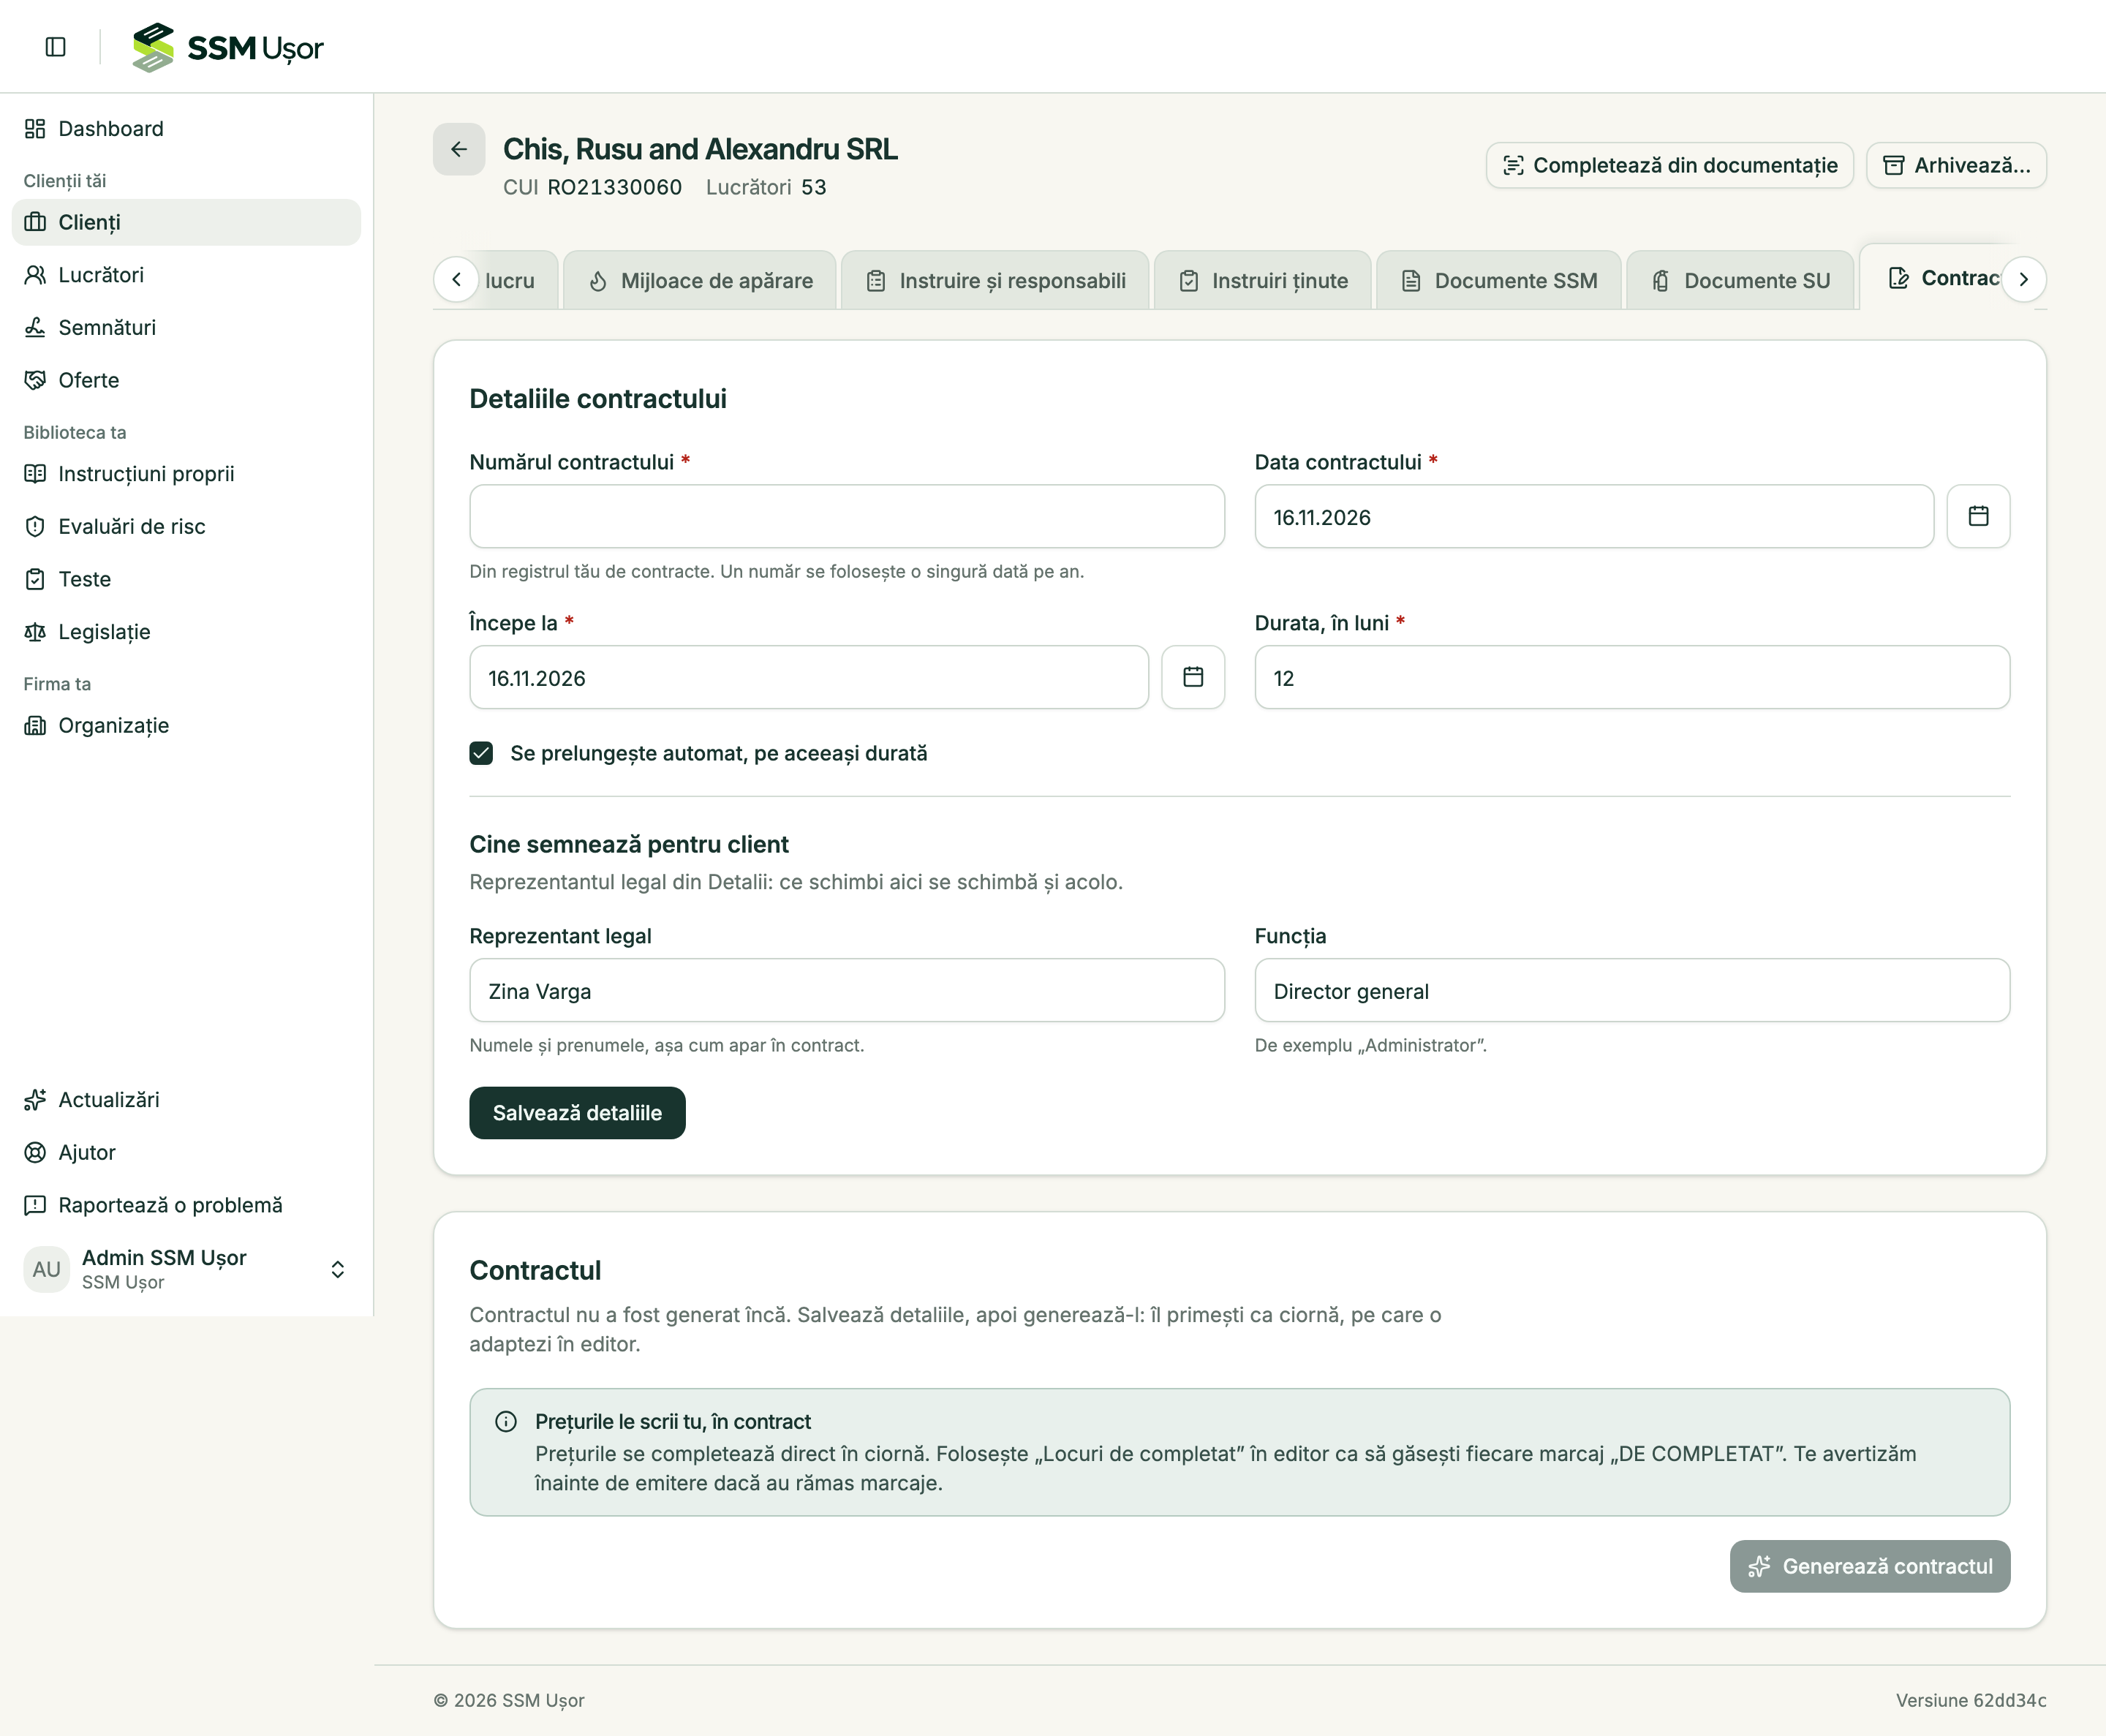 SSM Ușor
Dashboard
Clienții tăi
Clienți
Lucrători
Semnături
Oferte
Biblioteca ta
Instrucțiuni proprii
Evaluări de risc
Teste
Legislație
Firma ta
Organizație
Actualizări
Ajutor
Raportează o problemă
AU
Admin SSM Ușor
SSM Ușor
Chis, Rusu and Alexandru SRL
CUI RO21330060 Lucrători 53
Completează din documentație
Arhivează...
lucru
Mijloace de apărare
Instruire și responsabili
Instruiri ținute
Documente SSM
Documente SU
Contrac
Detaliile contractului
Numărul contractului *
Din registrul tău de contracte. Un număr se folosește o singură dată pe an.
Data contractului *
16.11.2026
Începe la *
16.11.2026
Durata, în luni *
12
Se prelungește automat, pe aceeași durată
Cine semnează pentru client
Reprezentantul legal din Detalii: ce schimbi aici se schimbă și acolo.
Reprezentant legal
Zina Varga
Numele și prenumele, așa cum apar în contract.
Funcția
Director general
De exemplu „Administrator”.
Salvează detaliile
Contractul
Contractul nu a fost generat încă. Salvează detaliile, apoi generează-l: îl primești ca ciornă, pe care o
adaptezi în editor.
Prețurile le scrii tu, în contract
Prețurile se completează direct în ciornă. Folosește „Locuri de completat” în editor ca să găsești fiecare marcaj „DE COMPLETAT”. Te avertizăm
înainte de emitere dacă au rămas marcaje.
Generează contractul
© 2026 SSM Ușor
Versiune 62dd34c